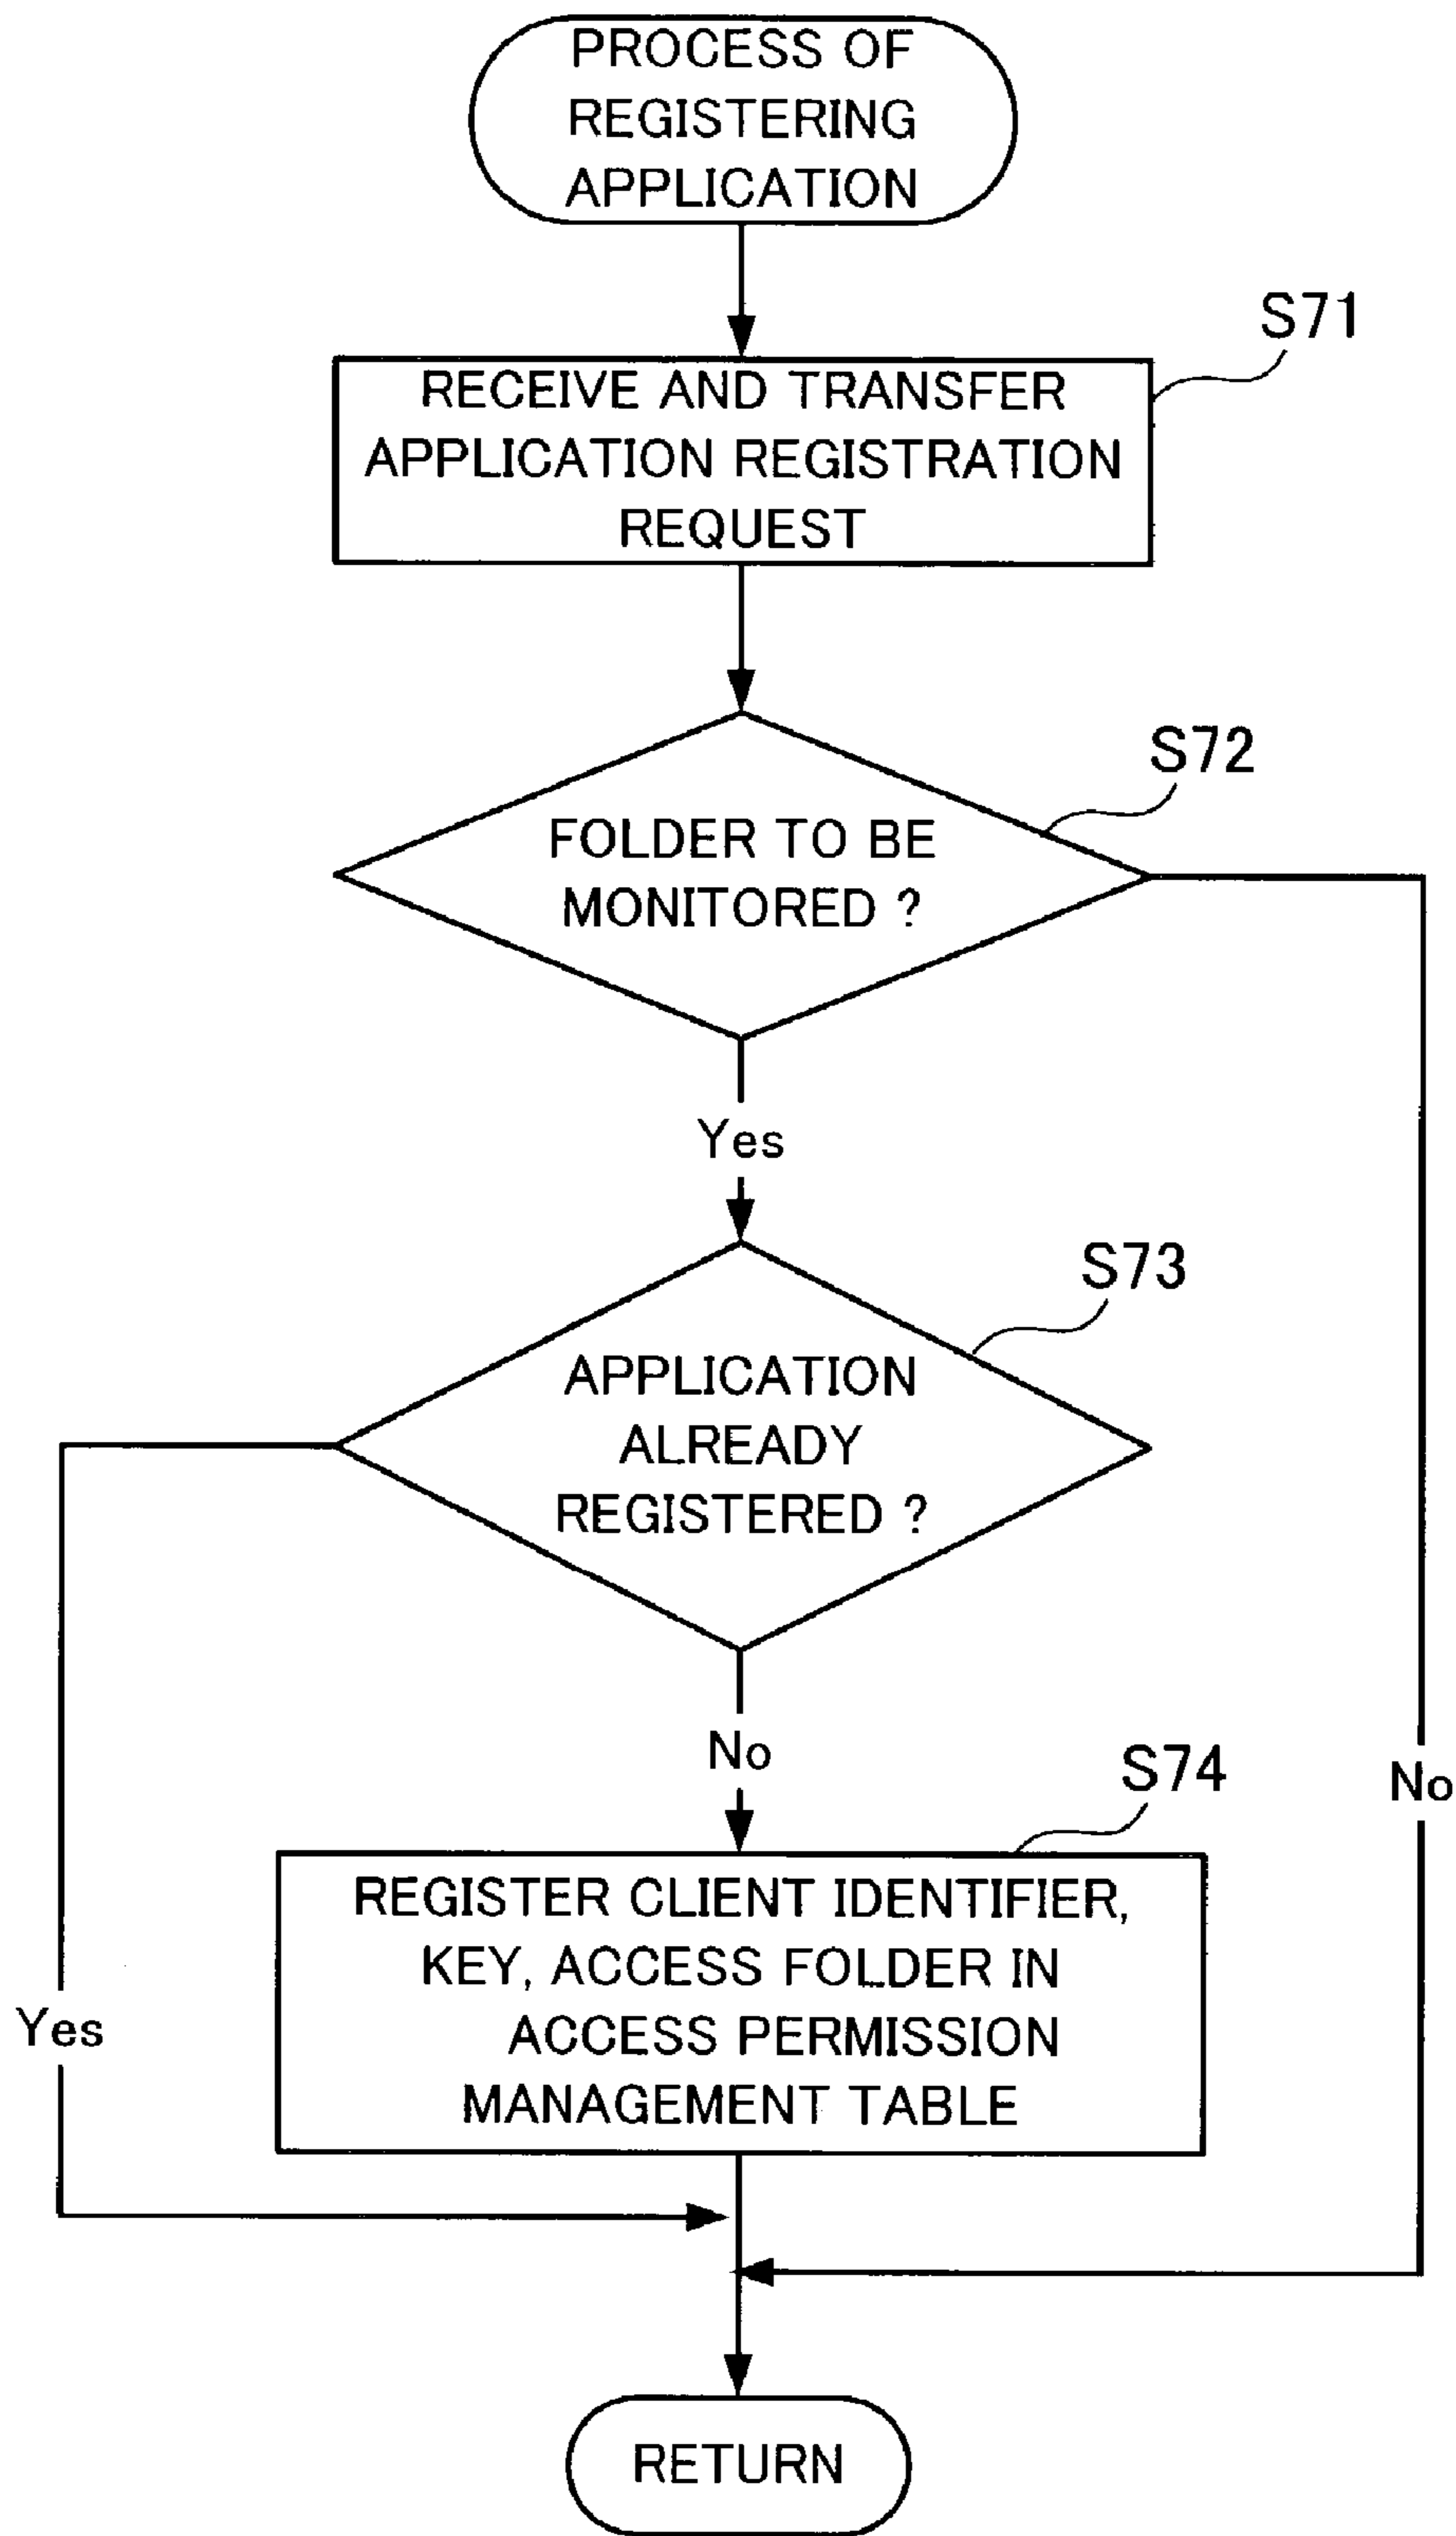 PROCESS OF
REGISTERING
APPLICATION
S71
RECEIVE AND TRANSFER
APPLICATION REGISTRATION
REQUEST
S72
FOLDER TO BE
MONITORED ?
No
Yes
S73
APPLICATION
ALREADY
REGISTERED ?
Yes
No
S74
REGISTER CLIENT IDENTIFIER,
KEY, ACCESS FOLDER IN
ACCESS PERMISSION
MANAGEMENT TABLE
RETURN